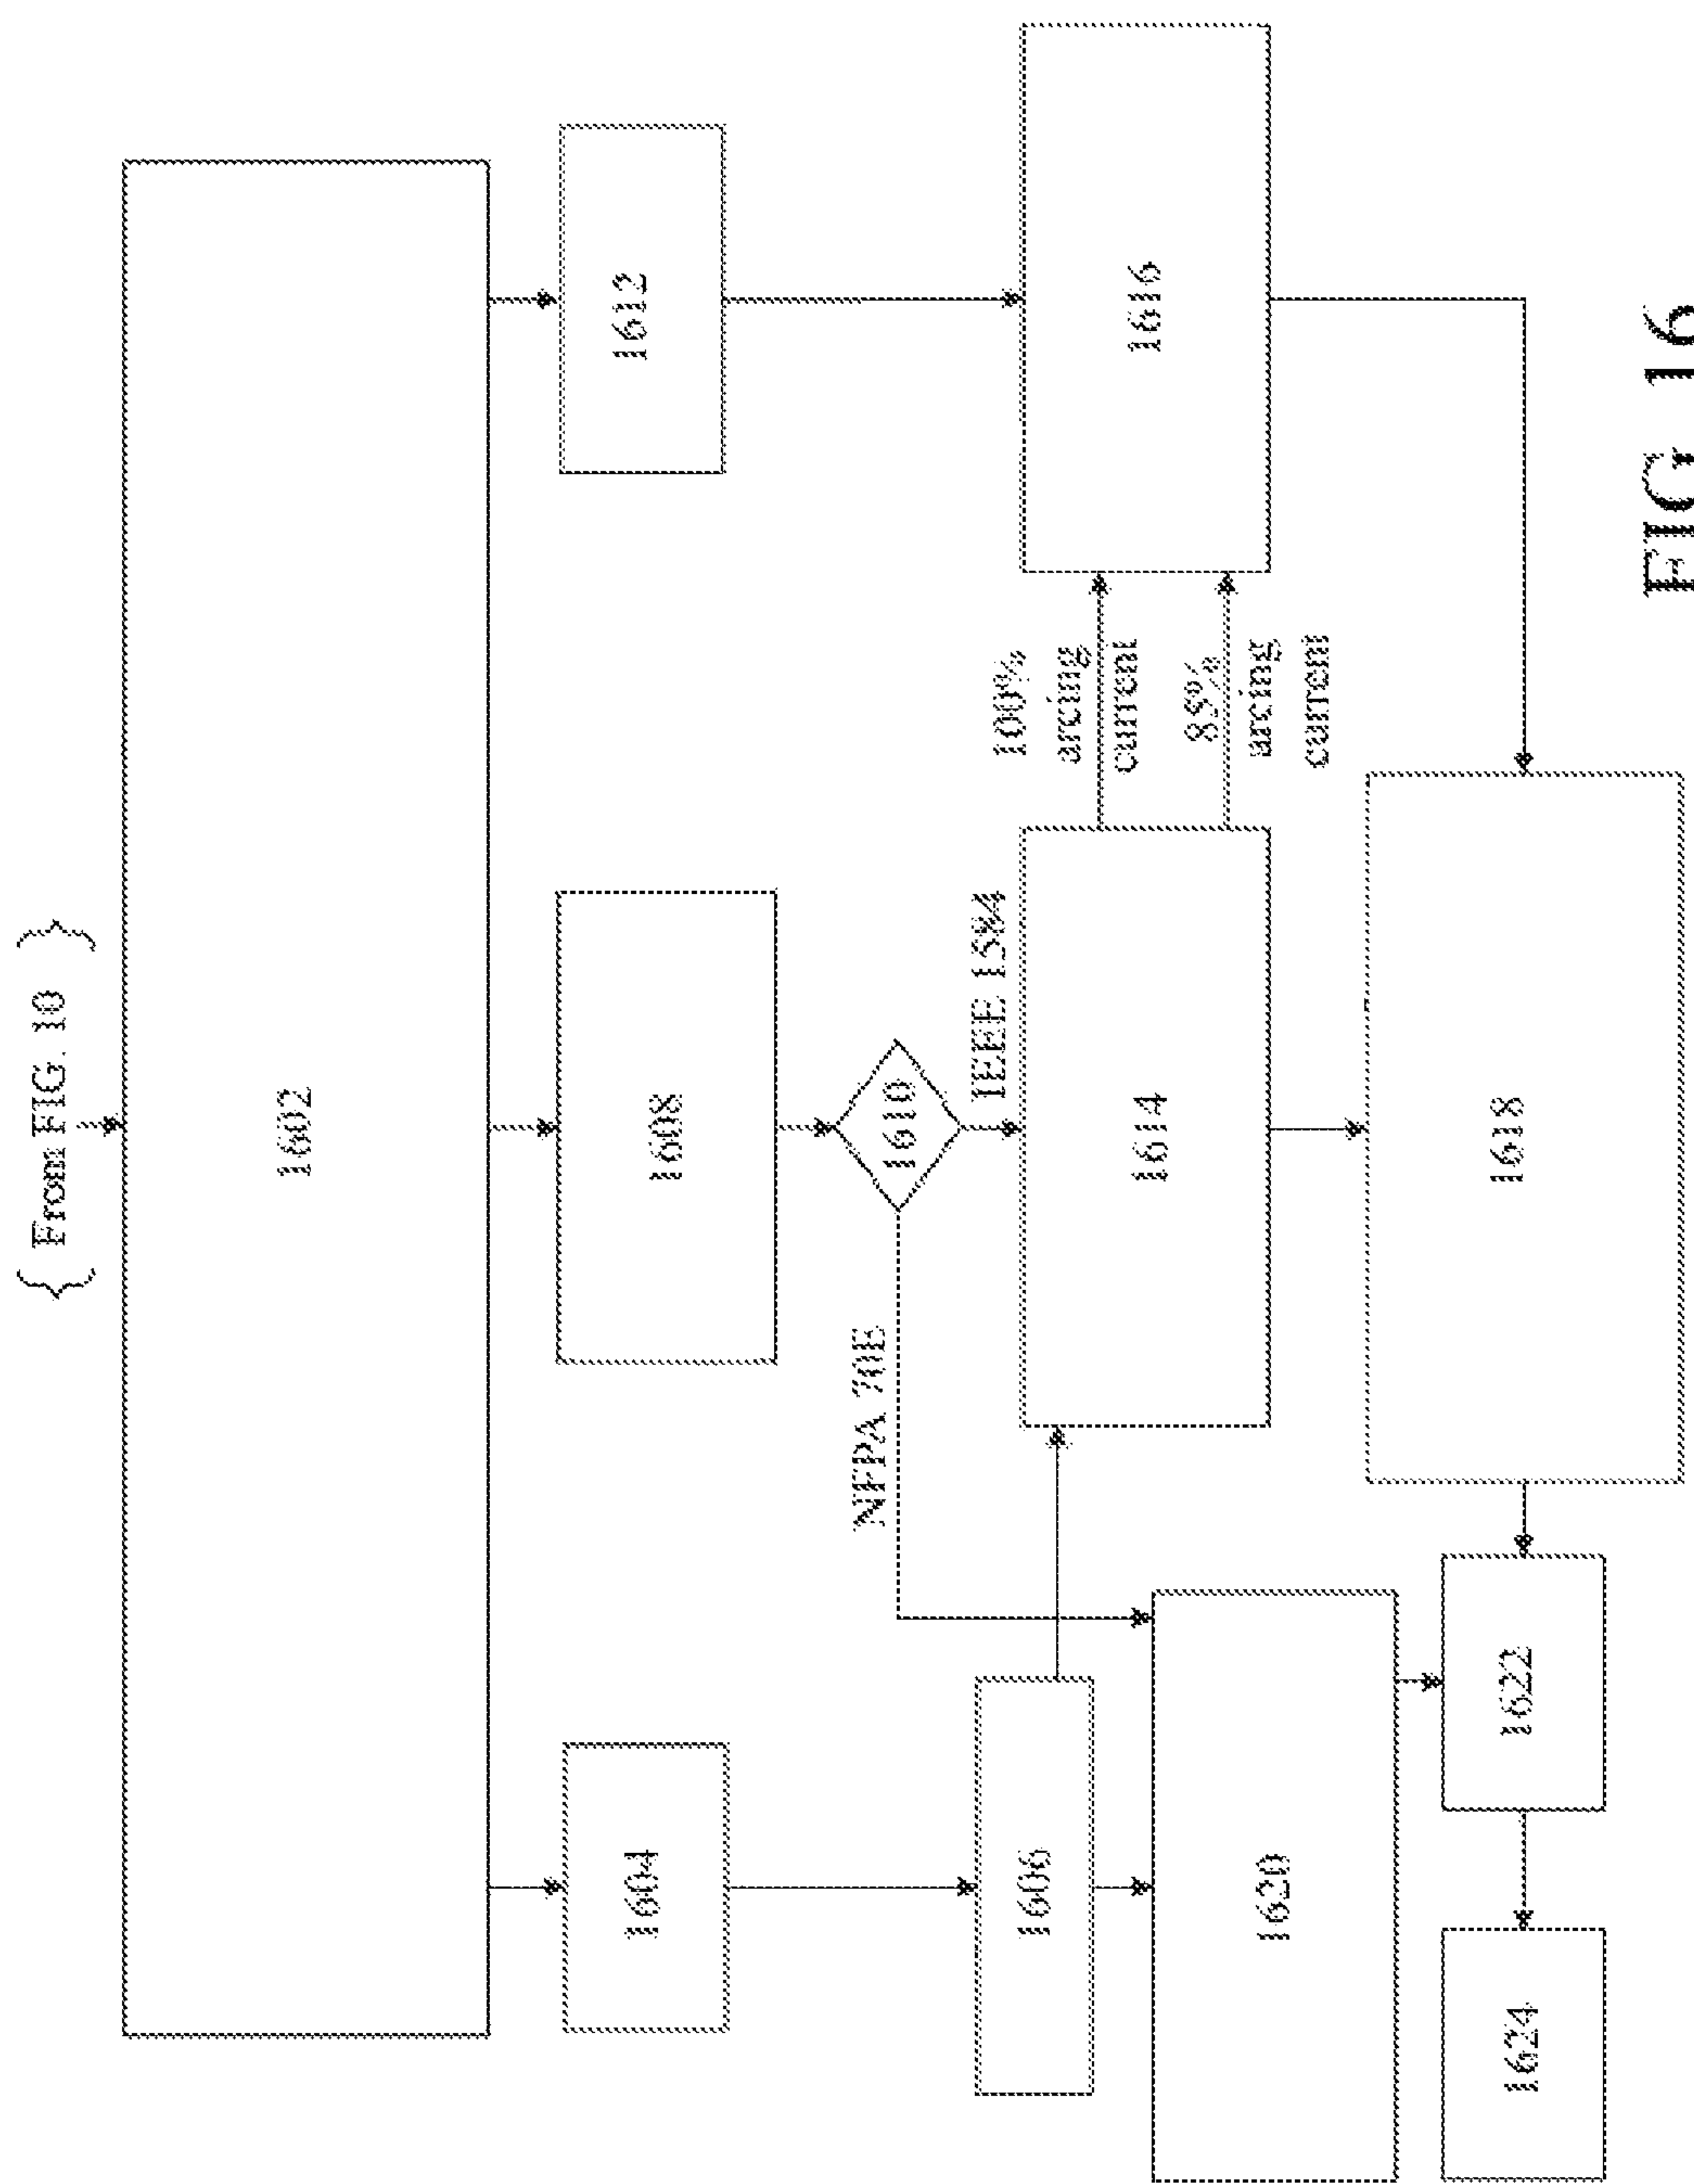 { From FIG. 10 }
1602
1604
1608
1612
1610
NFPA 70E
IEEE 1584
1606
1614
100%
arcing
current
85%
arcing
current
1616
1620
1618
1622
1624
FIG. 16